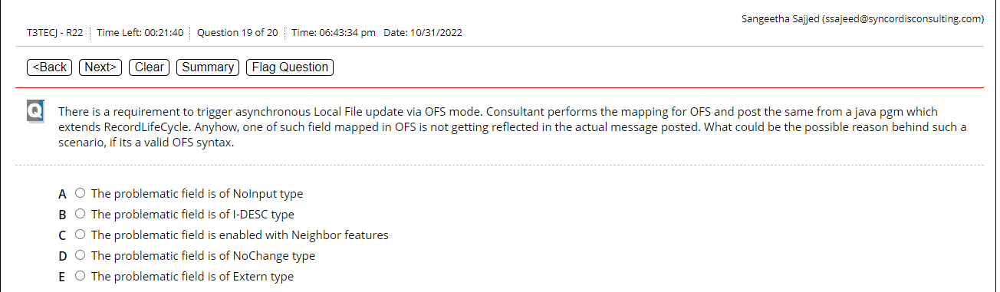 Sangeetha Sajjed (ssajeed@syncordisconsulting.com)
T3TECJ - R22 Time Left: 00:21:40 Question 19 of 20 Time: 06:43:34 pm Date: 10/31/2022
<Back Next> Clear Summary Flag Question
Q There is a requirement to trigger asynchronous Local File update via OFS mode. Consultant performs the mapping for OFS and post the same from a java pgm which
extends RecordLifeCycle. Anyhow, one of such field mapped in OFS is not getting reflected in the actual message posted. What could be the possible reason behind such a
scenario, if its a valid OFS syntax.
A The problematic field is of NoInput type
B The problematic field is of I-DESC type
C The problematic field is enabled with Neighbor features
D The problematic field is of NoChange type
E The problematic field is of Extern type